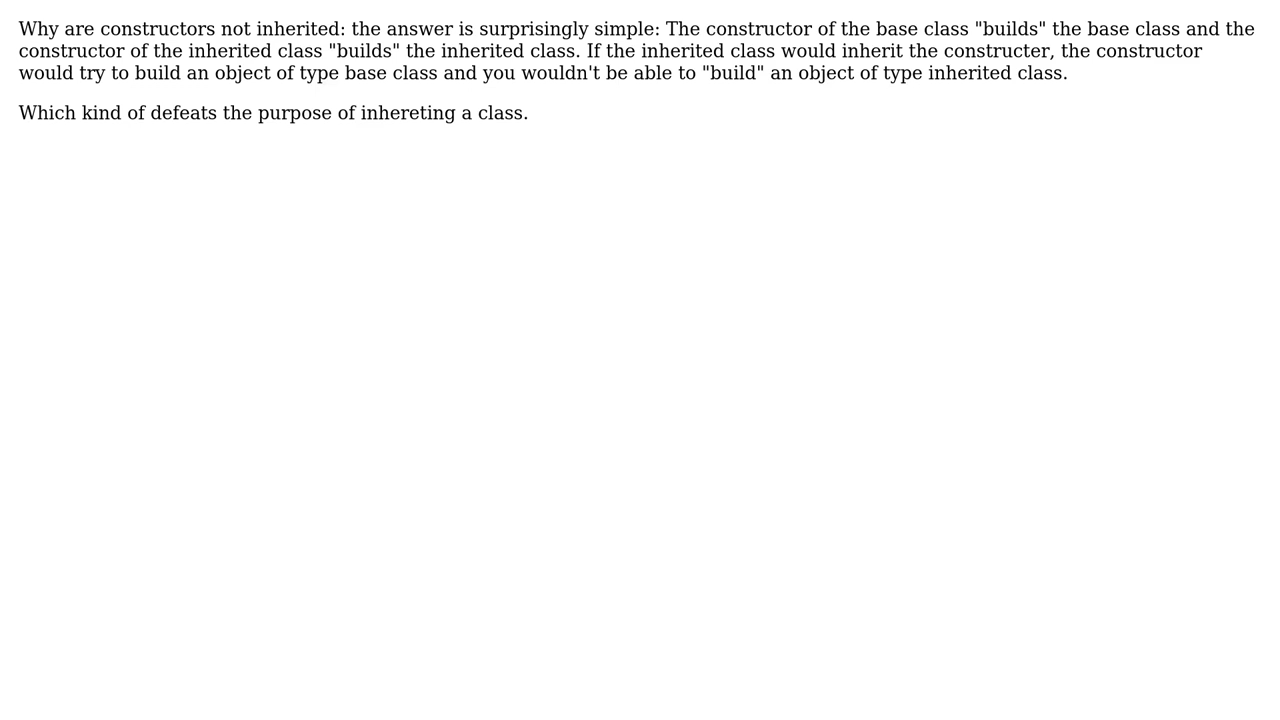 Why are constructors not inherited: the answer is surprisingly simple: The constructor of the base class "builds" the base class and the
constructor of the inherited class "builds" the inherited class. If the inherited class would inherit the constructer, the constructor
would try to build an object of type base class and you wouldn't be able to "build" an object of type inherited class.
Which kind of defeats the purpose of inhereting a class.